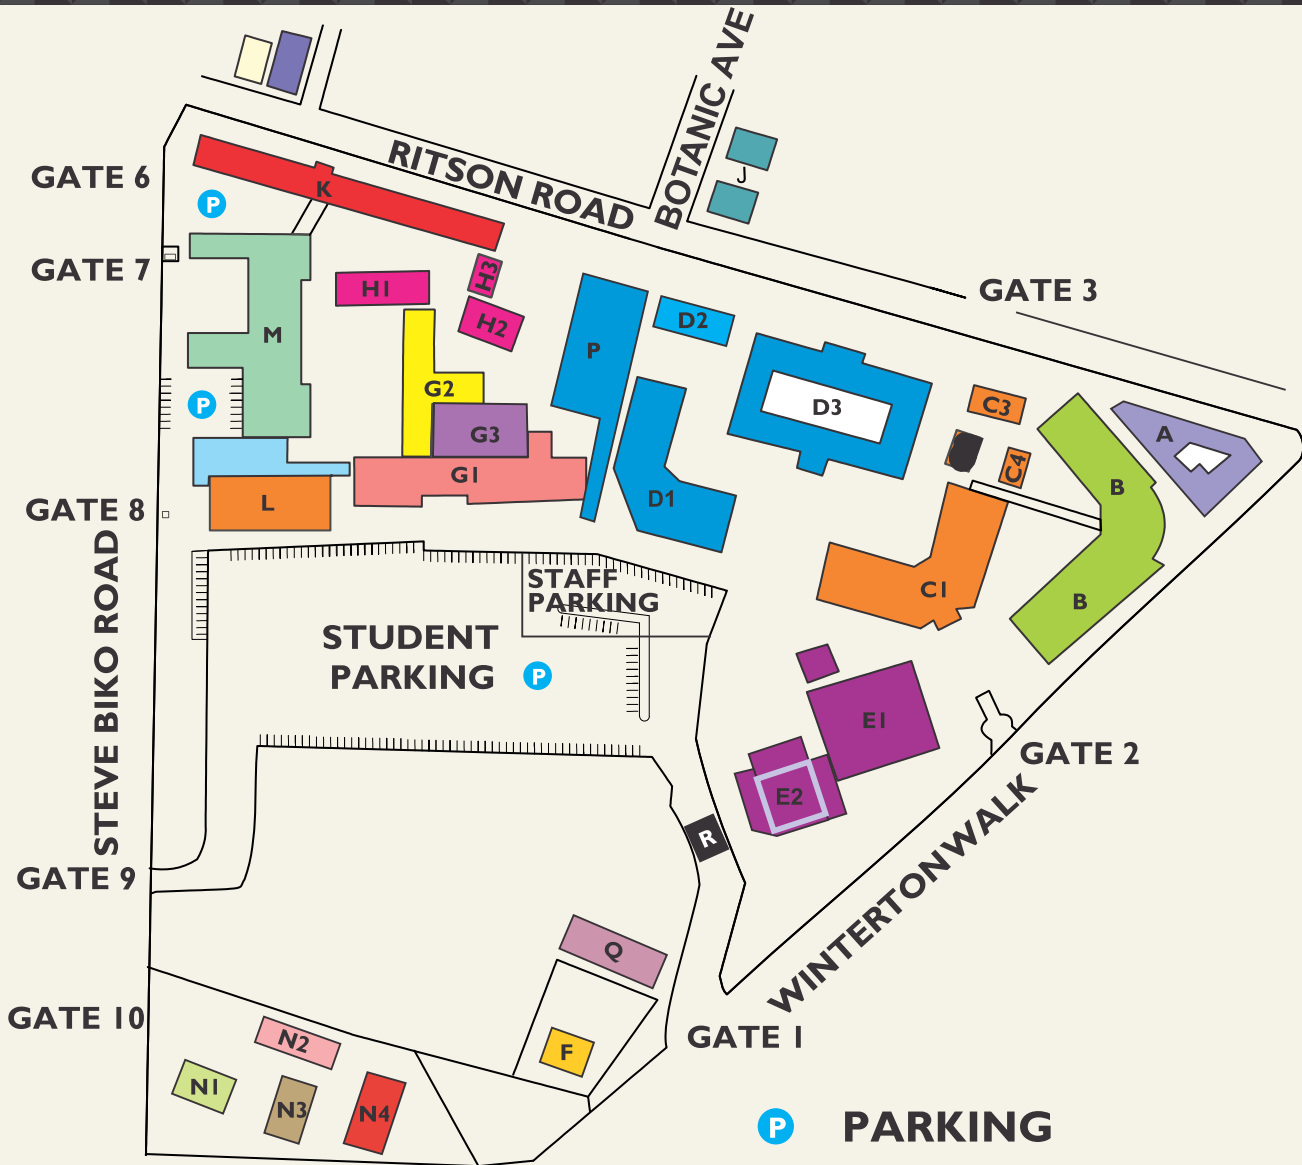 BOTANIC AVE
RITSON ROAD
J
GATE 6
P
K
GATE 7
H3
GATE 3
H1
H2
D2
M
P
G2
D3
C3
P
A
G3
G1
C4
L
D1
B
GATE 8
STAFF
PARKING
C1
B
STEVE BIKO ROAD
STUDENT
PARKING
P
E1
GATE 2
E2
R
WINTERTON WALK
GATE 9
Q
GATE 10
GATE 1
N2
F
N1
N3
N4
P PARKING